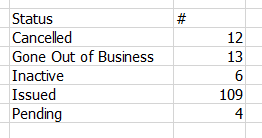 Status #
Cancelled 12
Gone Out of Business 13
Inactive 6
Issued 109
Pending 4